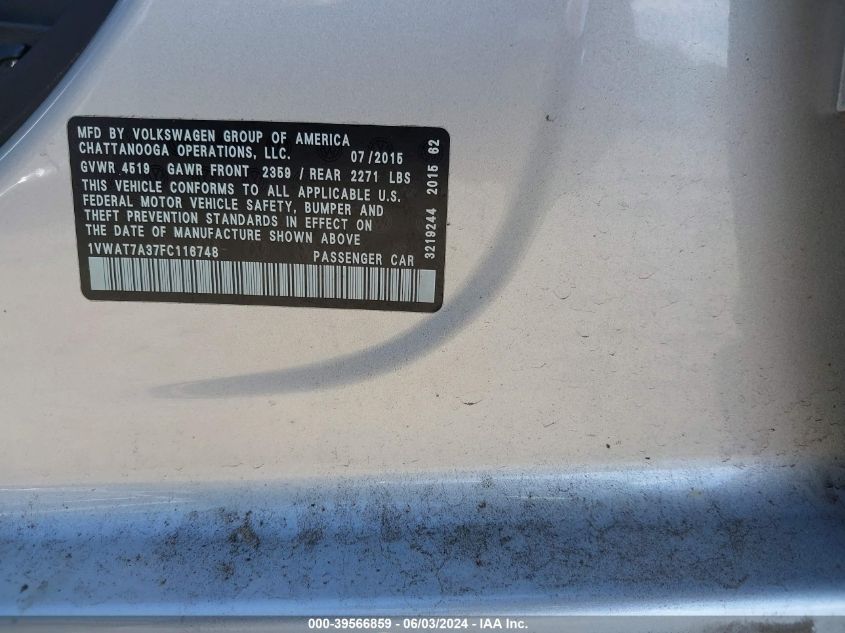 MFD BY VOLKSWAGEN GROUP OF AMERICA
CHATTANOOGA OPERATIONS, LLC. 07/2015
GVWR 4519 GAWR FRONT 2359 / REAR 2271 LBS
THIS VEHICLE CONFORMS TO ALL APPLICABLE U.S.
FEDERAL MOTOR VEHICLE SAFETY, BUMPER AND
THEFT PREVENTION STANDARDS IN EFFECT ON
THE DATE OF MANUFACTURE SHOWN ABOVE
1VWAT7A37FC116748 PASSENGER CAR
3219244 2015 62
000-39566859 - 06/03/2024 - IAA Inc.